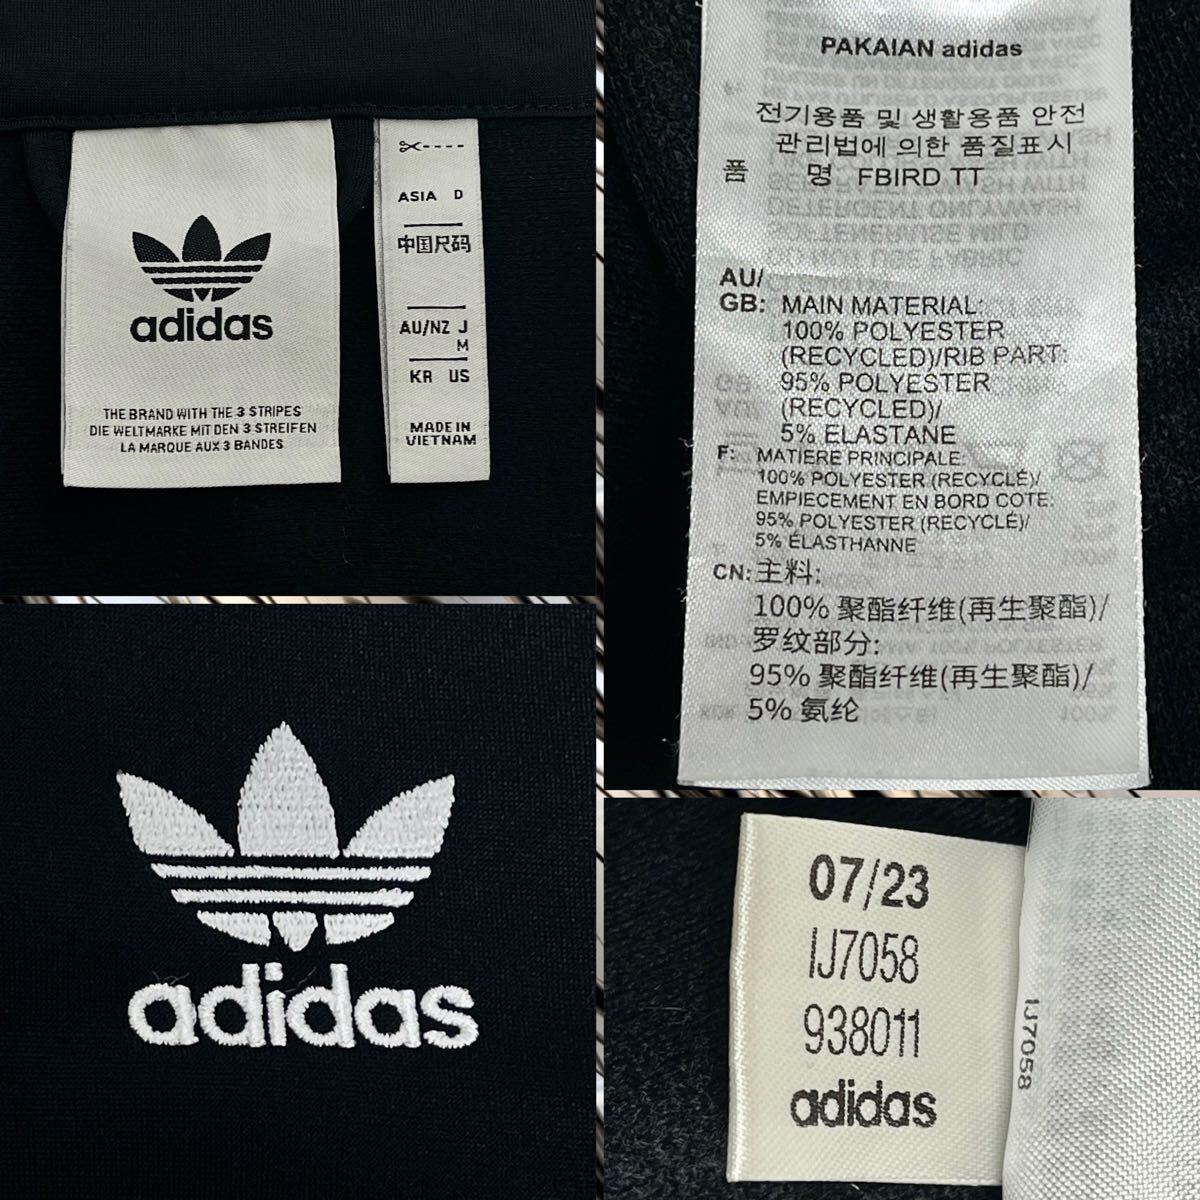 adidas
THE BRAND WITH THE 3 STRIPES
DIE WELTMARKE MIT DEN 3 STREIFEN
LA MARQUE AUX 3 BANDES
ASIA D
中国尺码
AU/NZ J
M
KR US
MADE IN
VIETNAM
PAKAIAN adidas
전기용품 및 생활용품 안전
관리법에 의한 품질표시
품 명 FBIRD TT
AU/
GB: MAIN MATERIAL:
100% POLYESTER
(RECYCLED)/RIB PART:
95% POLYESTER
(RECYCLED)/
5% ELASTANE
F: MATIÈRE PRINCIPALE:
100% POLYESTER (RECYCLÉ)/
EMPIECEMENT EN BORD COTE:
95% POLYESTER (RECYCLÉ)/
5% ÉLASTHANNE
CN: 主料:
100% 聚酯纤维(再生聚酯)/
罗纹部分:
95% 聚酯纤维(再生聚酯)/
5% 氨纶
adidas
07/23
IJ7058
938011
adidas
IJ7058